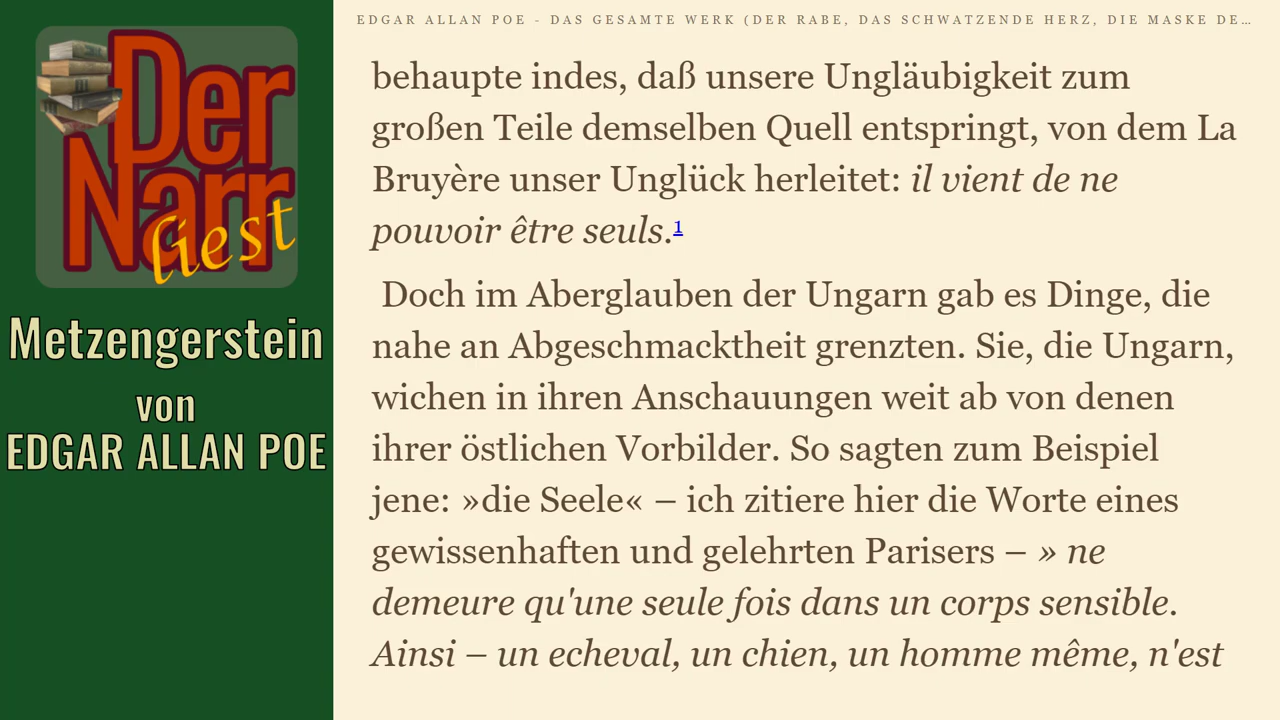 Der
Narr
liest
Metzengerstein
von
EDGAR ALLAN POE
EDGAR ALLAN POE - DAS GESAMTE WERK (DER RABE, DAS SCHWATZENDE HERZ, DIE MASKE DE…
behaupte indes, daß unsere Ungläubigkeit zum
großen Teile demselben Quell entspringt, von dem La
Bruyère unser Unglück herleitet: il vient de ne
pouvoir être seuls.1
Doch im Aberglauben der Ungarn gab es Dinge, die
nahe an Abgeschmacktheit grenzten. Sie, die Ungarn,
wichen in ihren Anschauungen weit ab von denen
ihrer östlichen Vorbilder. So sagten zum Beispiel
jene: »die Seele« – ich zitiere hier die Worte eines
gewissenhaften und gelehrten Parisers – » ne
demeure qu'une seule fois dans un corps sensible.
Ainsi – un echeval, un chien, un homme même, n'est